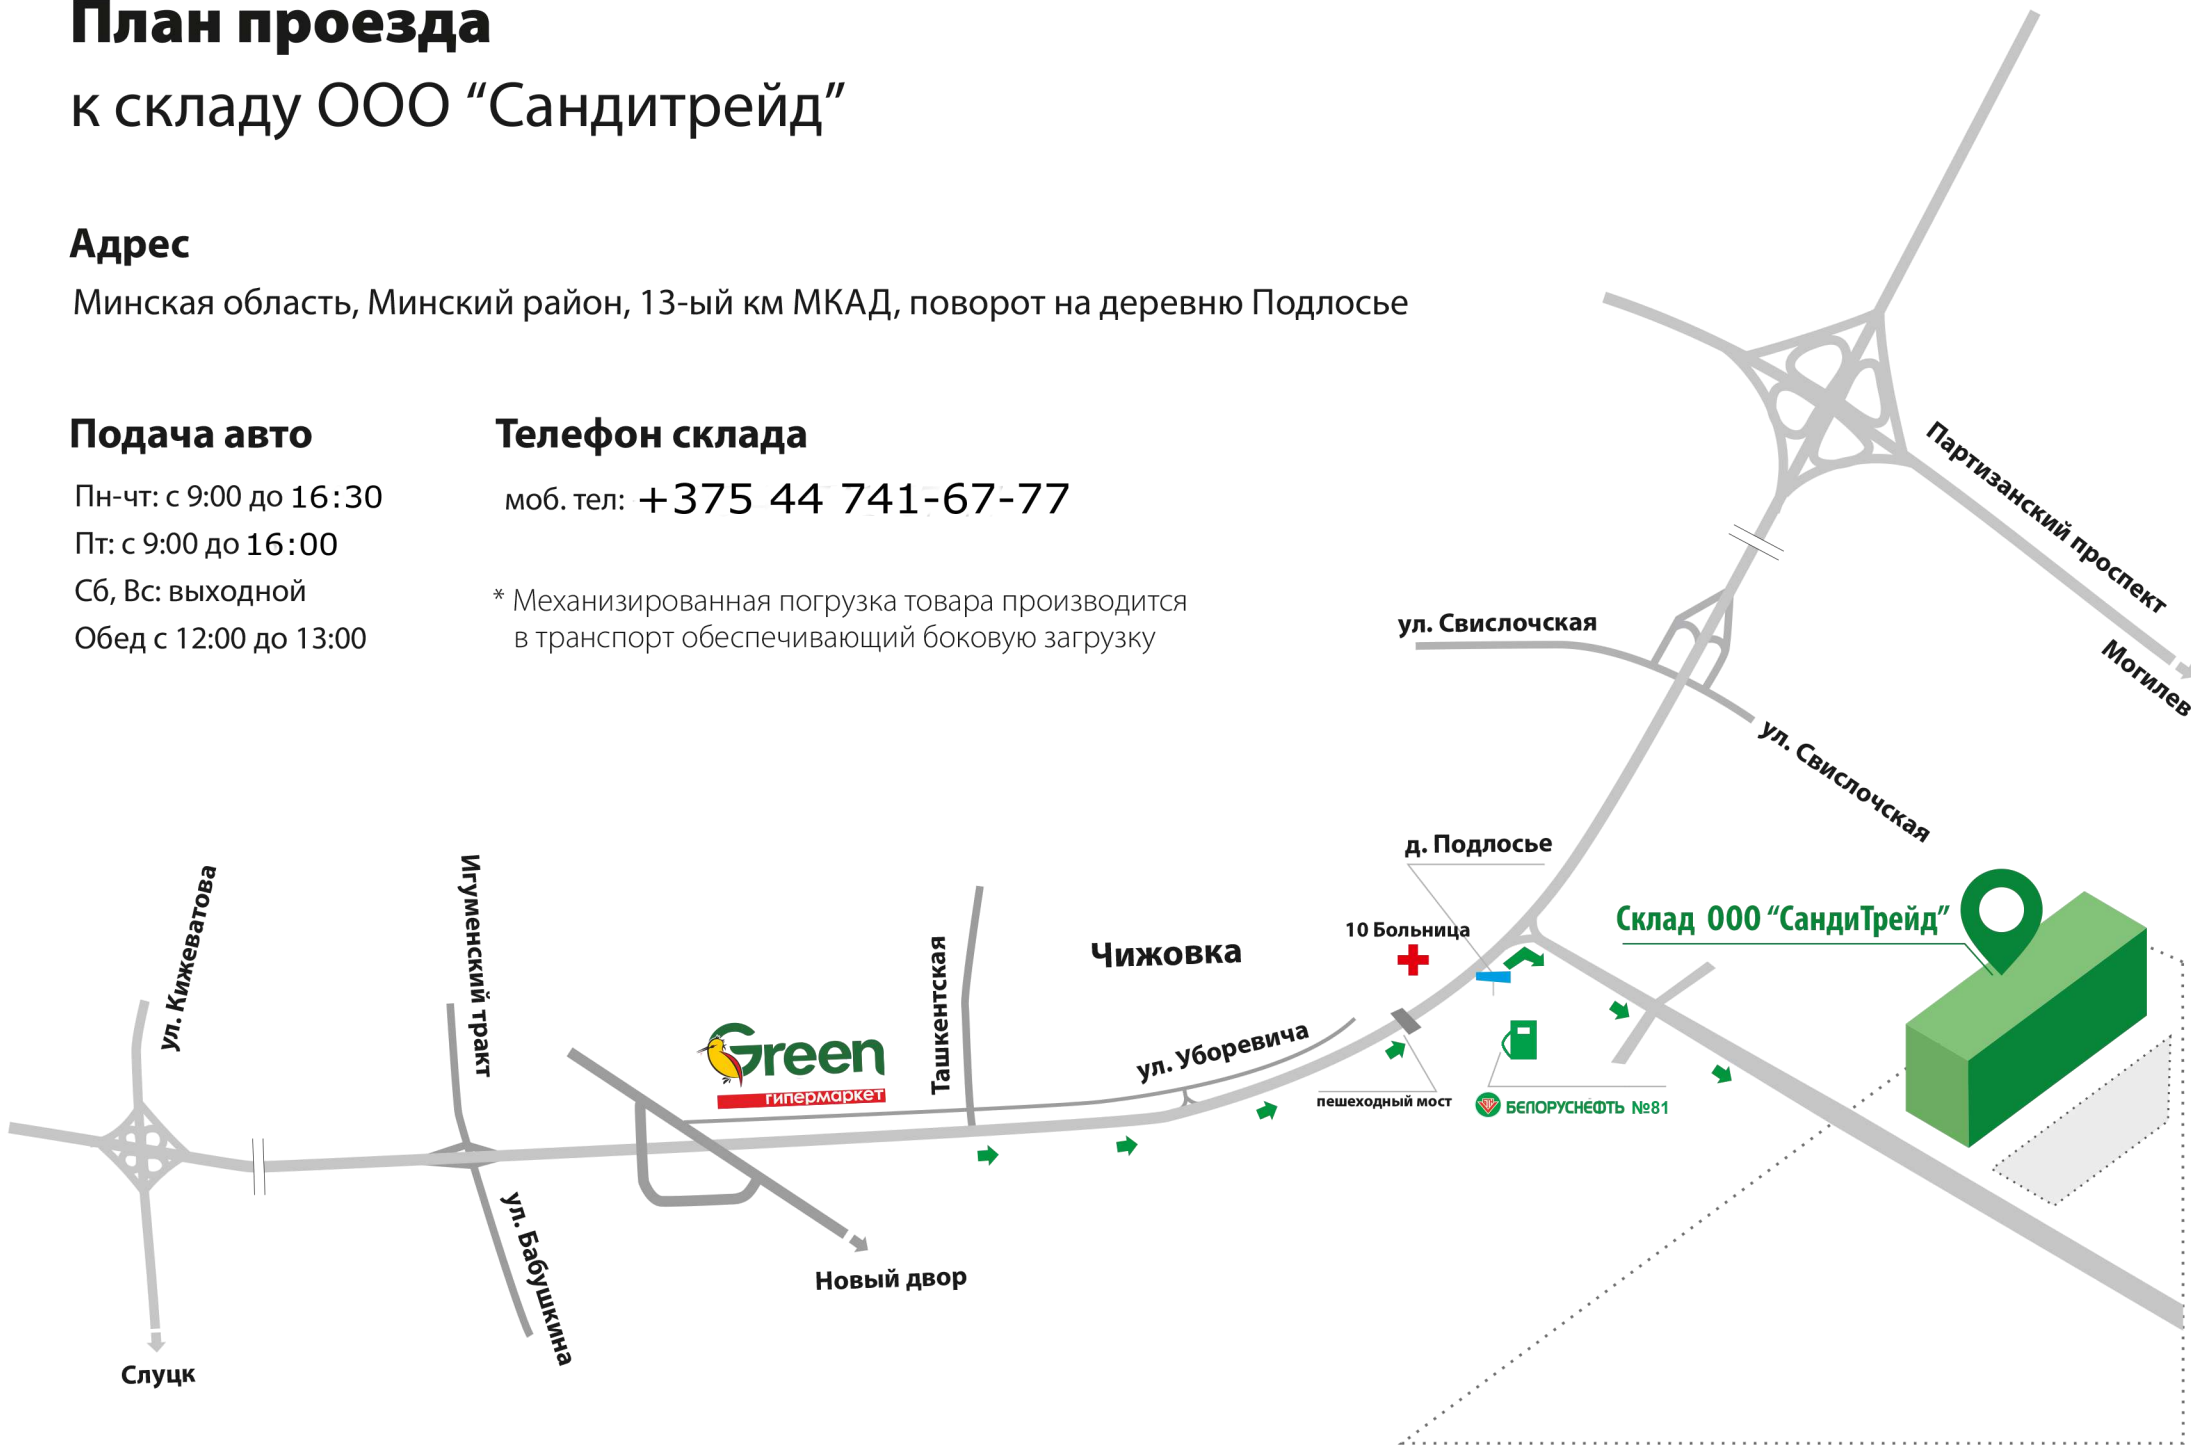 План проезда
к складу ООО “Сандитрейд”
Адрес
Минская область, Минский район, 13-ый км МКАД, поворот на деревню Подлосье
Подача авто
Пн-чт: с 9:00 до 16:30
Пт: с 9:00 до 16:00
Сб, Вс: выходной
Обед с 12:00 до 13:00
Телефон склада
моб. тел: +375 44 741-67-77
* Механизированная погрузка товара производится
в транспорт обеспечивающий боковую загрузку
Партизанский проспект
Могилев
ул. Свислочская
ул. Свислочская
д. Подлосье
10 Больница
Склад ООО “СандиТрейд”
Чижовка
ул. Кижеватова
Игуменский тракт
Ташкентская
Green
гипермаркет
ул. Уборевича
пешеходный мост
БЕЛОРУСНЕФТЬ №81
ул. Бабушкина
Новый двор
Слуцк